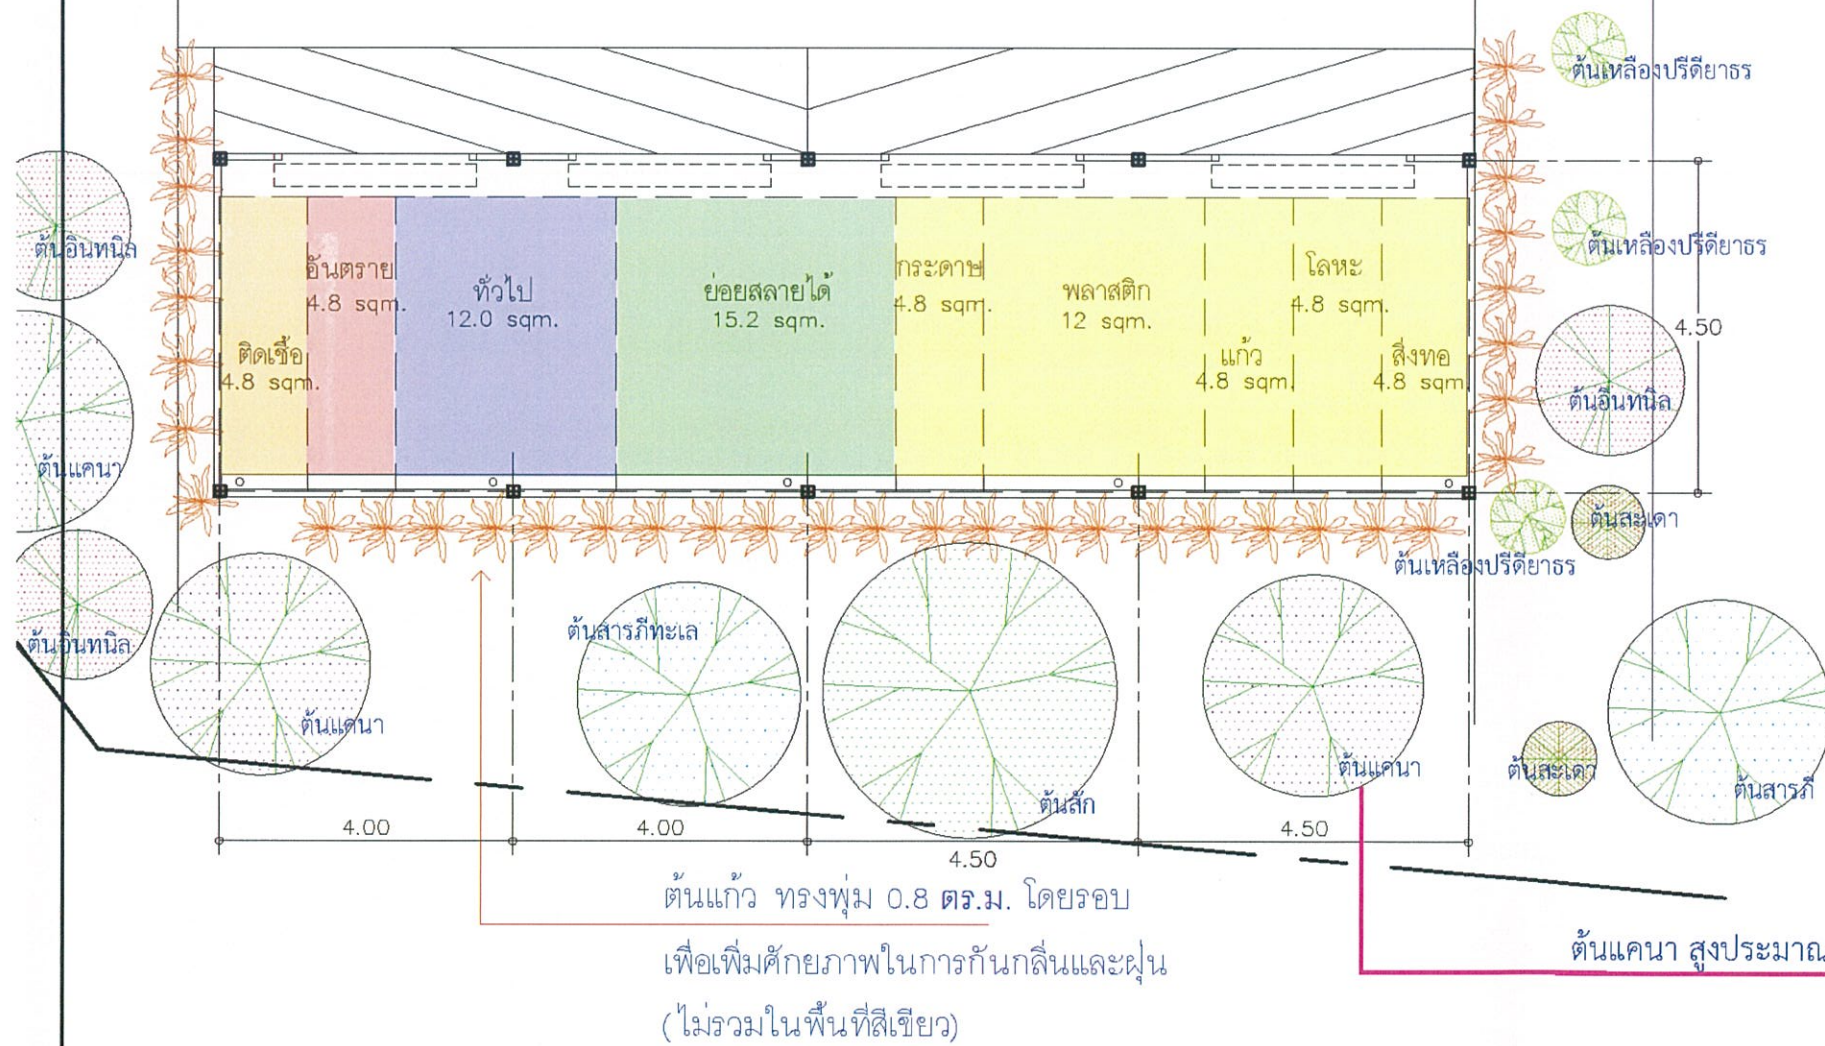 ต้นเหลืองปรีดียาธร
ต้นอินทนิล
ต้นเหลืองปรีดียาธร
อันตราย
4.8 sqm.
ทั่วไป
12.0 sqm.
ย่อยสลายได้
15.2 sqm.
กระดาษ
4.8 sqm.
พลาสติก
12 sqm.
โลหะ
4.8 sqm.
4.50
ติดเชื้อ
4.8 sqm.
แก้ว
4.8 sqm.
สิ่งทอ
4.8 sqm.
ต้นอินทนิล
ต้นแคนา
ต้นสะเดา
ต้นเหลืองปรีดียาธร
ต้นอินทนิล
ต้นสารภีทะเล
ต้นแคนา
ต้นแคนา
ต้นสะเดา
ต้นสารภี
ต้นสัก
4.00
4.00
4.50
4.50
ต้นแก้ว ทรงพุ่ม 0.8 ตร.ม. โดยรอบ
เพื่อเพิ่มศักยภาพในการกันกลิ่นและฝุ่น
(ไม่รวมในพื้นที่สีเขียว)
ต้นแคนา สูงประมาณ